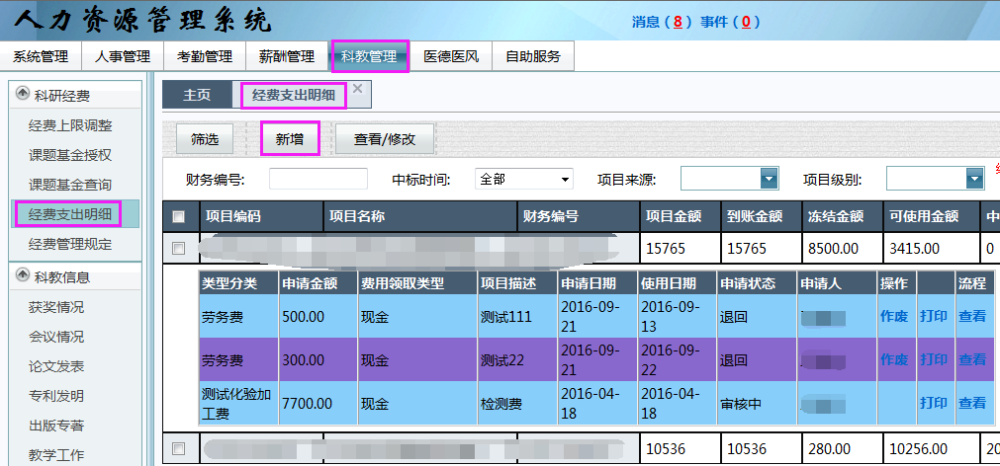 人力资源管理系统
消息（8） 事件（0）
系统管理 人事管理 考勤管理 薪酬管理 科教管理 医德医风 自助服务
科研经费
经费上限调整
课题基金授权
课题基金查询
经费支出明细
经费管理规定
科教信息
获奖情况
会议情况
论文发表
专利发明
出版专著
教学工作
主页 经费支出明细
筛选 新增 查看/修改
财务编号: 中标时间: 全部 项目来源: 项目级别:
项目编码 项目名称 财务编号 项目金额 到账金额 冻结金额 可使用金额 中
15765 15765 8500.00 3415.00 0
类型分类 申请金额 费用领取类型 项目描述 申请日期 使用日期 申请状态 申请人 操作 流程
劳务费 500.00 现金 测试111 2016-09-21 2016-09-13 退回 作废 打印 查看
劳务费 300.00 现金 测试22 2016-09-21 2016-09-22 退回 作废 打印 查看
测试化验加工费 7700.00 现金 检测费 2016-04-18 2016-04-18 审核中 打印 查看
10536 10536 280.00 10256.00 20